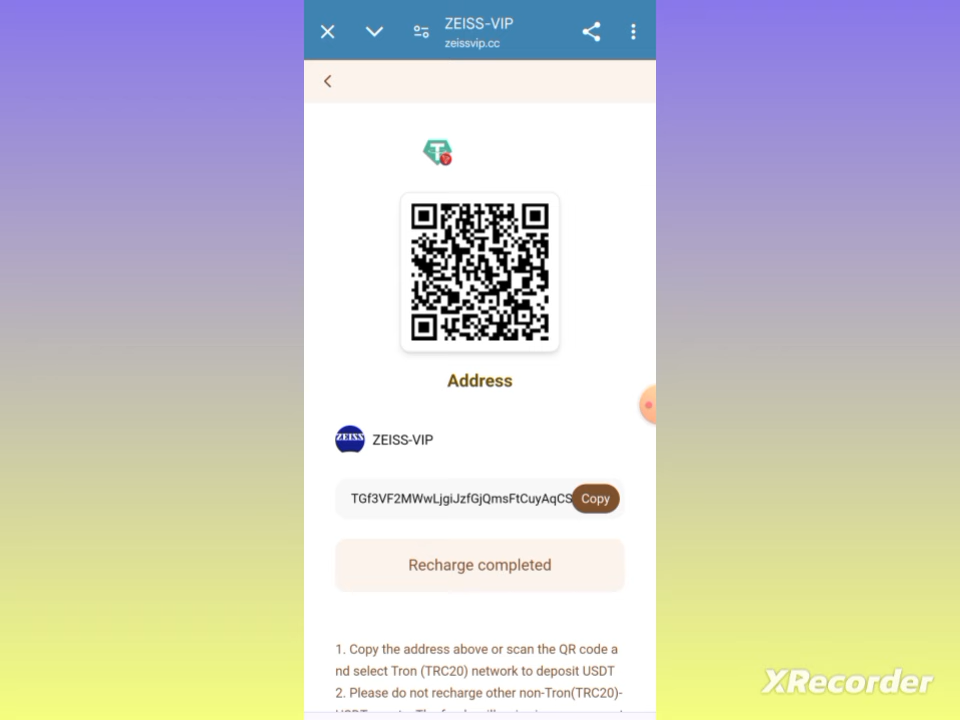 ZEISS-VIP
zeissvip.cc
Address
ZEISS ZEISS-VIP
TGf3VF2MWwLjgiJzfGjQmsFtCuyAqCS Copy
Recharge completed
1. Copy the address above or scan the QR code a
nd select Tron (TRC20) network to deposit USDT
2. Please do not recharge other non-Tron(TRC20)-
XRecorder